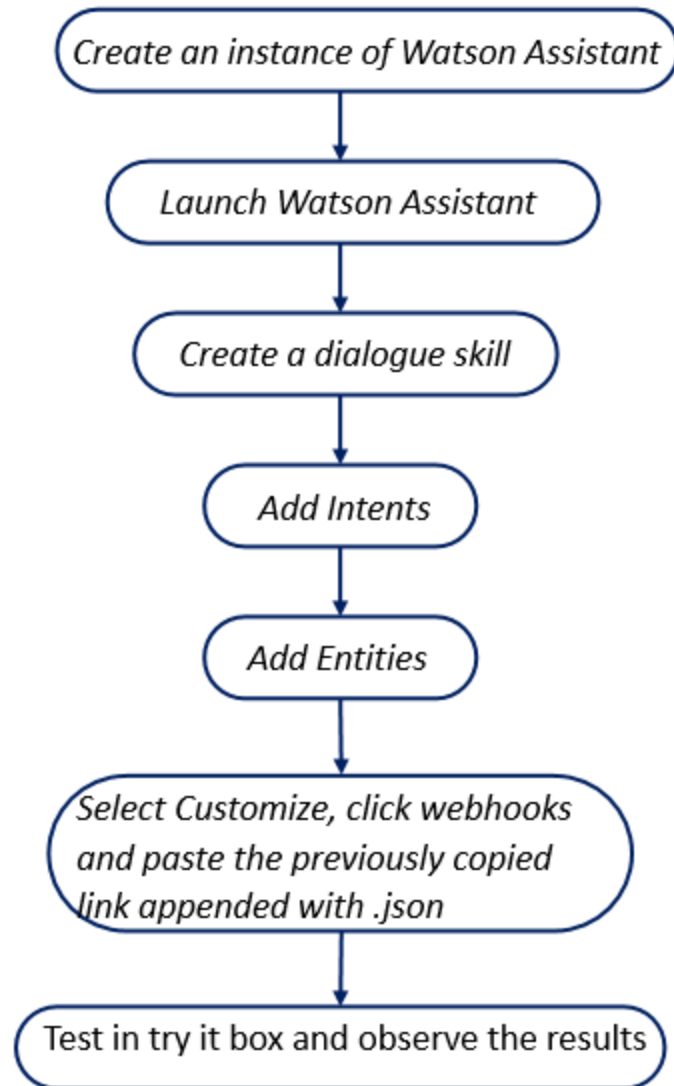 Create an instance of Watson Assistant
Launch Watson Assistant
Create a dialogue skill
Add Intents
Add Entities
Select Customize, click webhooks
and paste the previously copied
link appended with .json
Test in try it box and observe the results